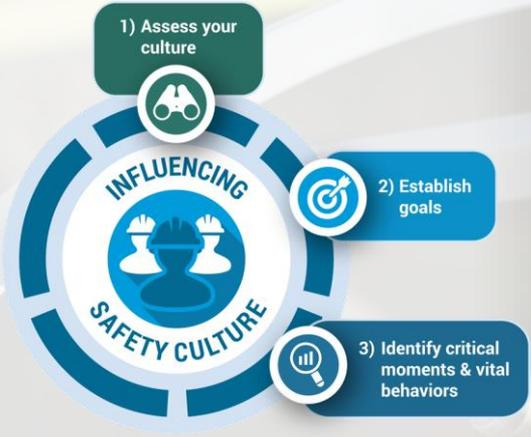 1) Assess your
culture
INFLUENCING
SAFETY CULTURE
2) Establish
goals
3) Identify critical
moments & vital
behaviors